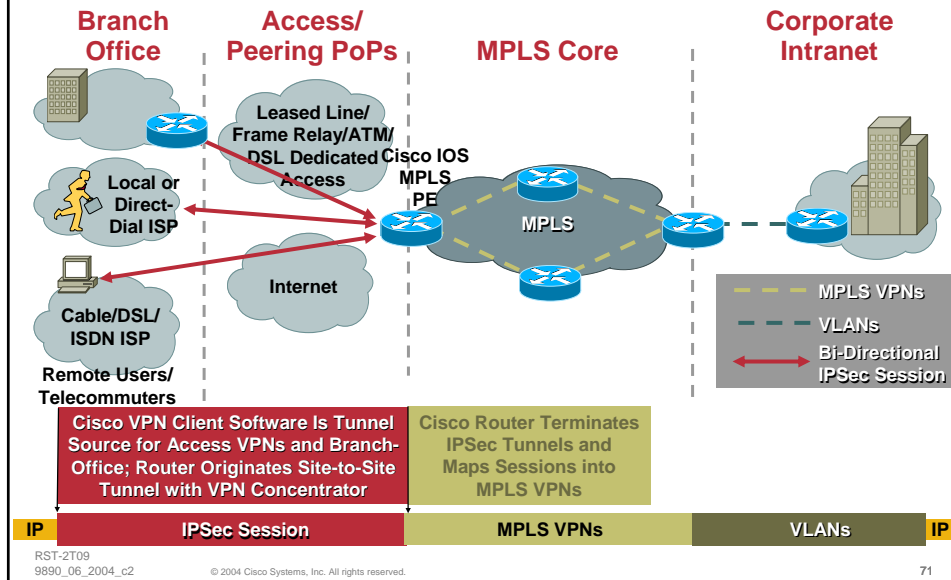 Branch
Office
Access/
Peering PoPs
MPLS Core
Corporate
Intranet
Leased Line/
Frame Relay/ATM/
DSL Dedicated
Access
Cisco IOS
MPLS
PE
Local or
Direct-
Dial ISP
MPLS
Internet
Cable/DSL/
ISDN ISP
Remote Users/
Telecommuters
MPLS VPNs
VLANs
Bi-Directional
IPSec Session
Cisco VPN Client Software Is Tunnel
Source for Access VPNs and Branch-
Office; Router Originates Site-to-Site
Tunnel with VPN Concentrator
Cisco Router Terminates
IPSec Tunnels and
Maps Sessions into
MPLS VPNs
IP
IPSec Session
MPLS VPNs
VLANs
IP
RST-2T09
9890_06_2004_c2
© 2004 Cisco Systems, Inc. All rights reserved.
71